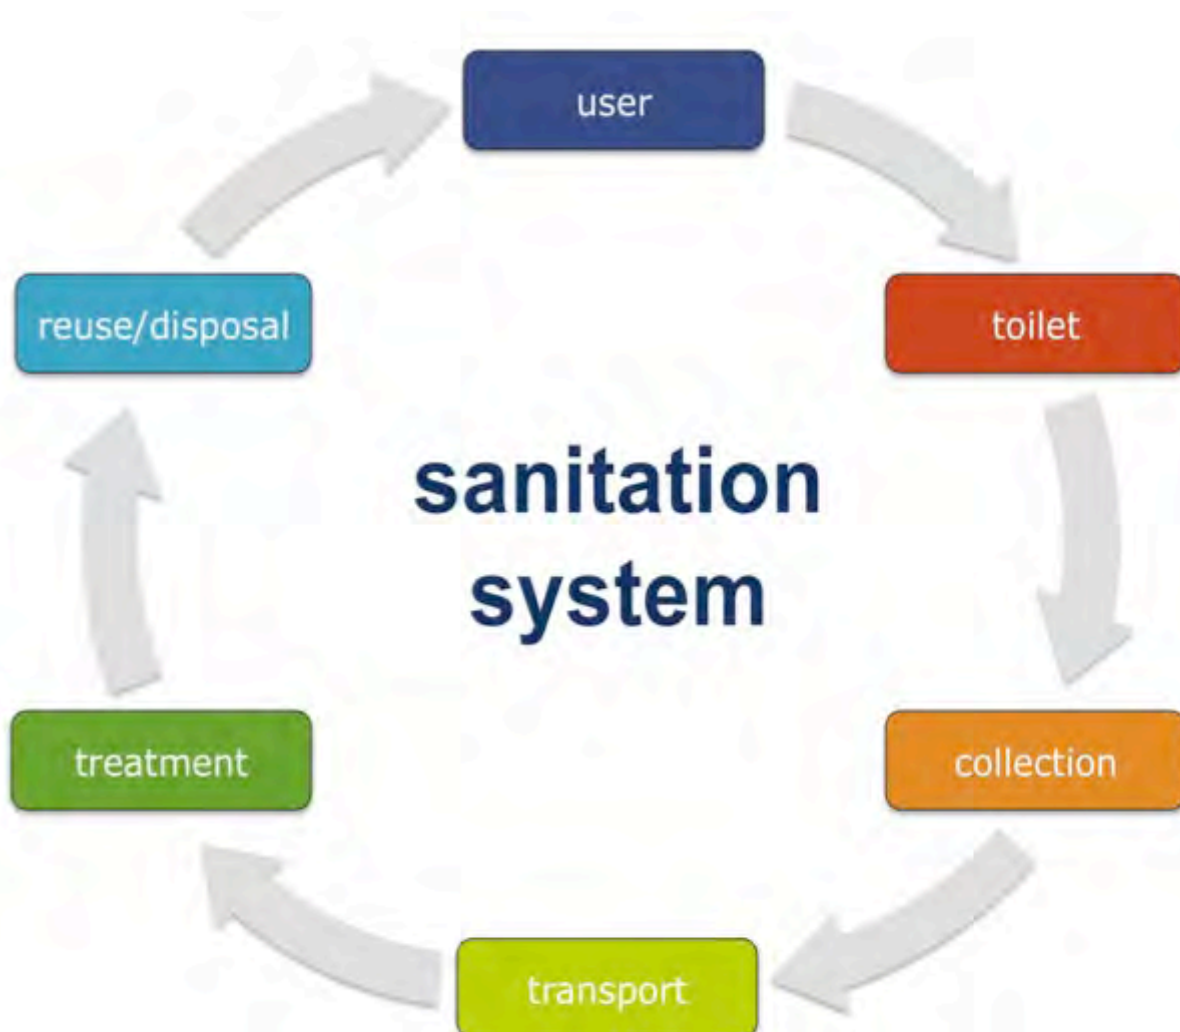 user
toilet
collection
transport
treatment
reuse/disposal
sanitation
system